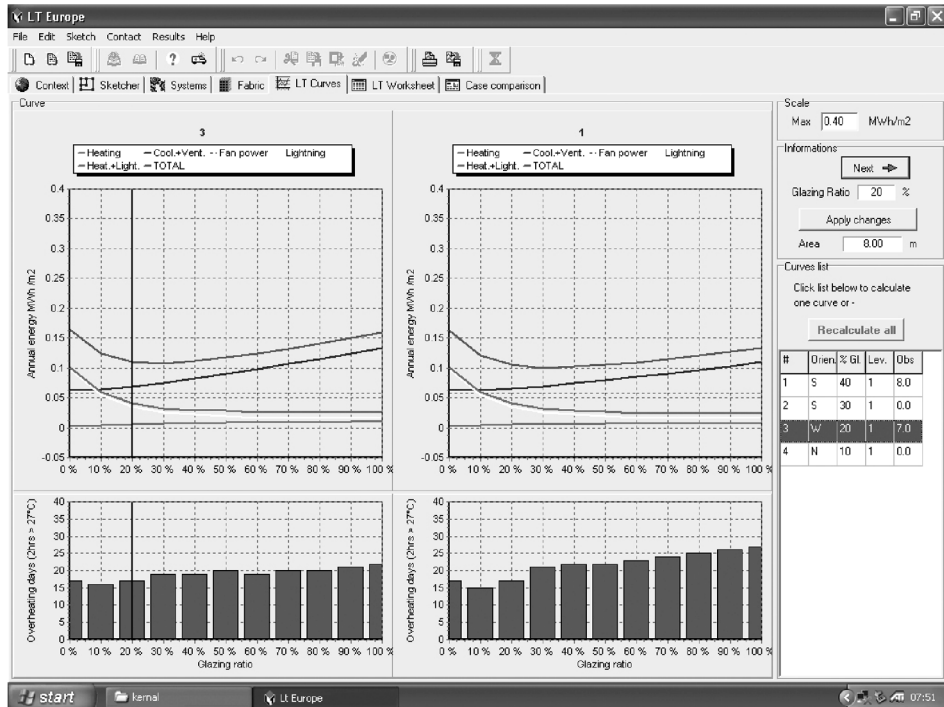 LT Europe
File Edit Sketch Contact Results Help
Context Sketcher Systems Fabric LT Curves LT Worksheet Case comparison
Curve
3
Heating Cool.+Vent. Fan power Lightning
Heat.+Light. TOTAL
Annual energy MWh /m2
0.4
0.35
0.3
0.25
0.2
0.15
0.1
0.05
0
-0.05
0 % 10 % 20 % 30 % 40 % 50 % 60 % 70 % 80 % 90 % 100 %
Overheating days (2hrs > 27°C)
40
35
30
25
20
15
10
5
0
0 % 10 % 20 % 30 % 40 % 50 % 60 % 70 % 80 % 90 % 100 %
Glazing ratio
1
Heating Cool.+Vent. Fan power Lightning
Heat.+Light. TOTAL
Annual energy MWh /m2
0.4
0.35
0.3
0.25
0.2
0.15
0.1
0.05
0
-0.05
0 % 10 % 20 % 30 % 40 % 50 % 60 % 70 % 80 % 90 % 100 %
Overheating days (2hrs > 27°C)
40
35
30
25
20
15
10
5
0
0 % 10 % 20 % 30 % 40 % 50 % 60 % 70 % 80 % 90 % 100 %
Glazing ratio
Scale
Max 0.40 MWh/m2
Informations
Next
Glazing Ratio 20 %
Apply changes
Area 8.00 m
Curves list
Click list below to calculate
one curve or -
Recalculate all
# Orien. % Gl. Lev. Obs
1 S 40 1 8.0
2 S 30 1 0.0
3 W 20 1 7.0
4 N 10 1 0.0
start kernal Lt Europe ATI 07:51